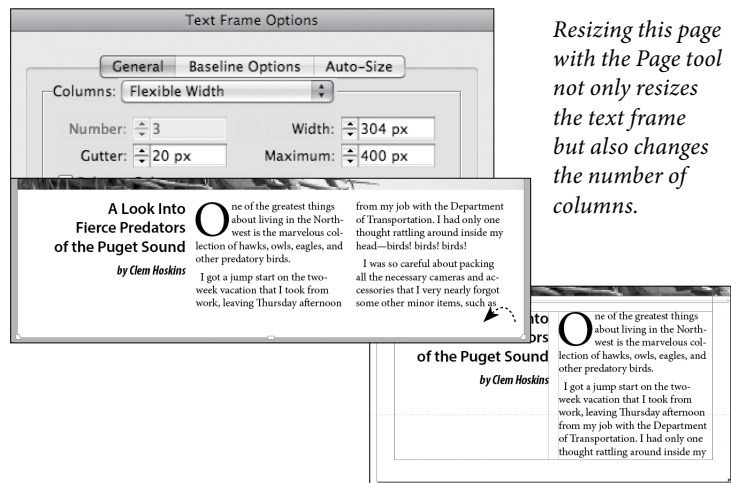 Text Frame Options
General Baseline Options Auto-Size
Columns: Flexible Width
Number: 3 Width: 304 px
Gutter: 20 px Maximum: 400 px
Resizing this page
with the Page tool
not only resizes
the text frame
but also changes
the number of
columns.
A Look Into
Fierce Predators
of the Puget Sound
by Clem Hoskins
One of the greatest things
about living in the North-
west is the marvelous col-
lection of hawks, owls, eagles, and
other predatory birds.
I got a jump start on the two-
week vacation that I took from
work, leaving Thursday afternoon
from my job with the Department
of Transportation. I had only one
thought rattling around inside my
head—birds! birds! birds!
I was so careful about packing
all the necessary cameras and ac-
cessories that I very nearly forgot
some other minor items, such as
nto
ors
of the Puget Sound
by Clem Hoskins
One of the greatest things
about living in the North-
west is the marvelous col-
lection of hawks, owls, eagles, and
other predatory birds.
I got a jump start on the two-
week vacation that I took from
work, leaving Thursday afternoon
from my job with the Department
of Transportation. I had only one
thought rattling around inside my